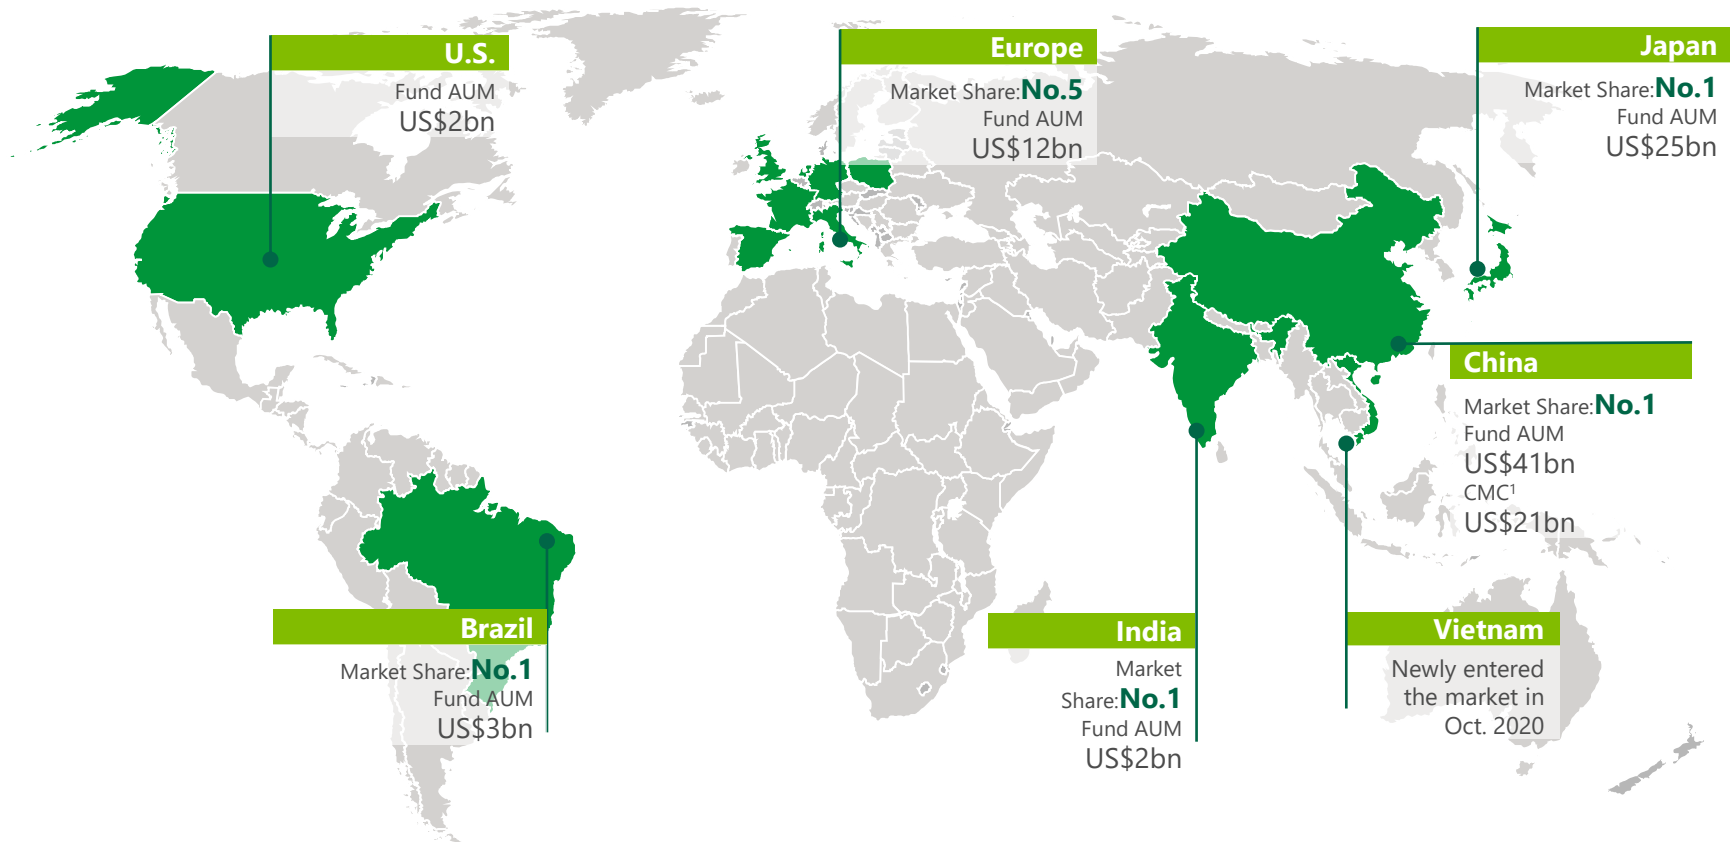 U.S.
Fund AUM
US$2bn
Europe
Market Share:No.5
Fund AUM
US$12bn
Japan
Market Share:No.1
Fund AUM
US$25bn
China
Market Share:No.1
Fund AUM
US$41bn
CMC¹
US$21bn
Brazil
Market Share:No.1
Fund AUM
US$3bn
India
Market
Share:No.1
Fund AUM
US$2bn
Vietnam
Newly entered
the market in
Oct. 2020